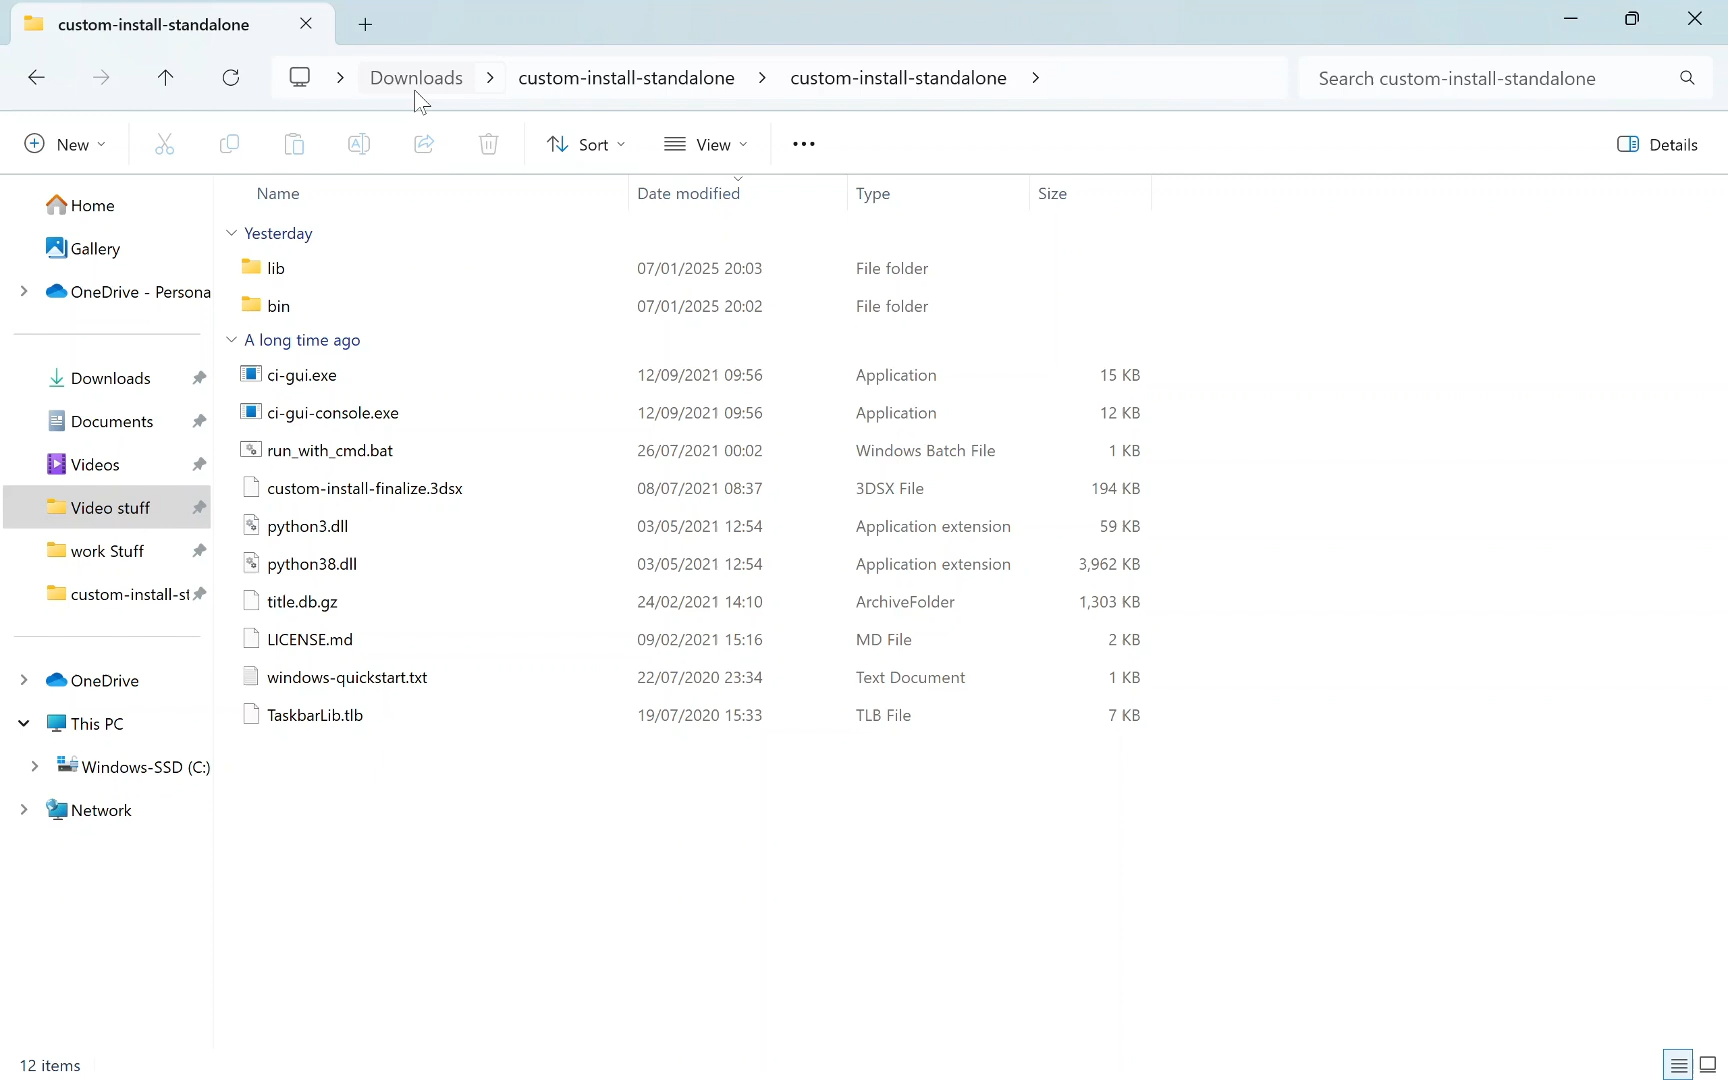 custom-install-standalone
Downloads > custom-install-standalone > custom-install-standalone >
Search custom-install-standalone
New
Sort
View
Details
Name Date modified Type Size
Home
Gallery
OneDrive - Persona
Downloads
Documents
Videos
Video stuff
work Stuff
custom-install-st
OneDrive
This PC
Windows-SSD (C:)
Network
Yesterday
lib 07/01/2025 20:03 File folder
bin 07/01/2025 20:02 File folder
A long time ago
ci-gui.exe 12/09/2021 09:56 Application 15 KB
ci-gui-console.exe 12/09/2021 09:56 Application 12 KB
run_with_cmd.bat 26/07/2021 00:02 Windows Batch File 1 KB
custom-install-finalize.3dsx 08/07/2021 08:37 3DSX File 194 KB
python3.dll 03/05/2021 12:54 Application extension 59 KB
python38.dll 03/05/2021 12:54 Application extension 3,962 KB
title.db.gz 24/02/2021 14:10 ArchiveFolder 1,303 KB
LICENSE.md 09/02/2021 15:16 MD File 2 KB
windows-quickstart.txt 22/07/2020 23:34 Text Document 1 KB
TaskbarLib.tlb 19/07/2020 15:33 TLB File 7 KB
12 items